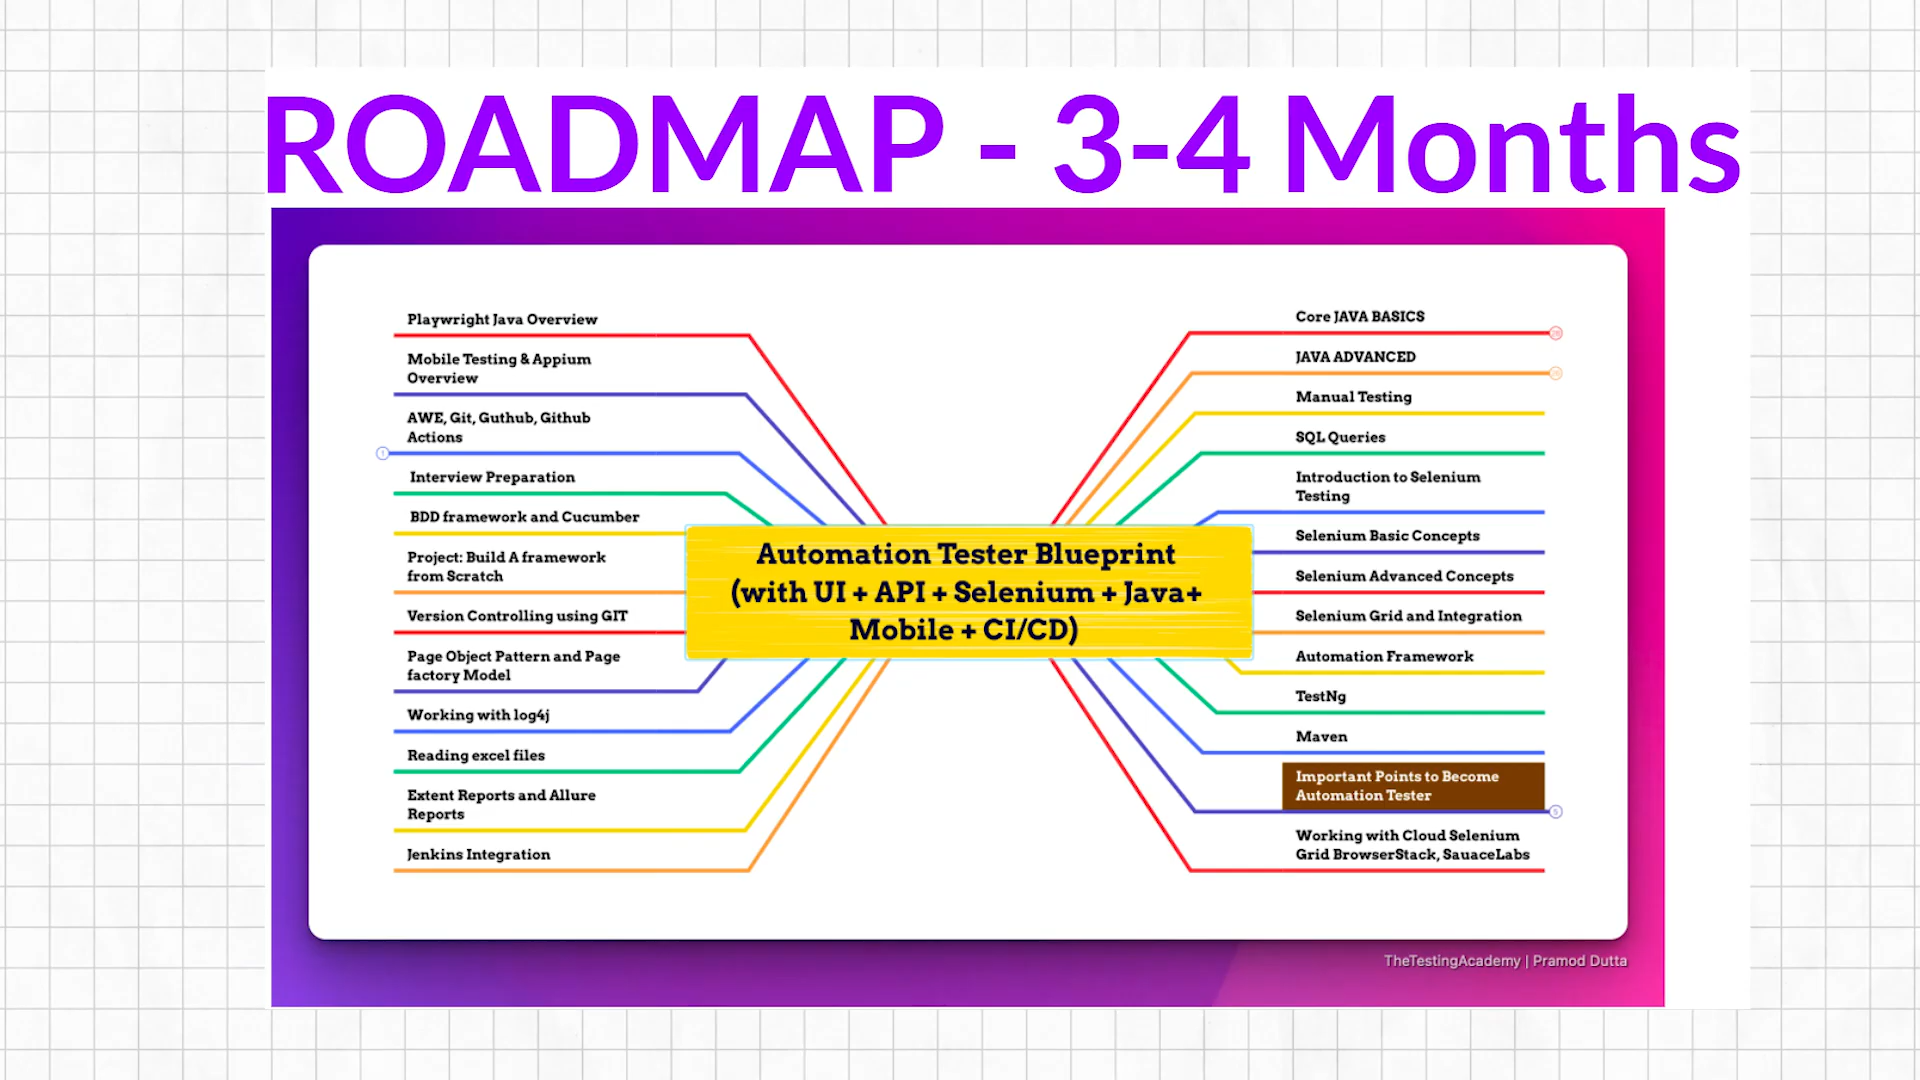 ROADMAP - 3-4 Months
Playwright Java Overview
Mobile Testing & Appium
Overview
AWE, Git, Guthub, Github
Actions
1
Interview Preparation
BDD framework and Cucumber
Project: Build A framework
from Scratch
Version Controlling using GIT
Page Object Pattern and Page
factory Model
Working with log4j
Reading excel files
Extent Reports and Allure
Reports
Jenkins Integration
Automation Tester Blueprint
(with UI + API + Selenium + Java+
Mobile + CI/CD)
Core JAVA BASICS
JAVA ADVANCED
Manual Testing
SQL Queries
Introduction to Selenium
Testing
Selenium Basic Concepts
Selenium Advanced Concepts
Selenium Grid and Integration
Automation Framework
TestNg
Maven
Important Points to Become
Automation Tester
Working with Cloud Selenium
Grid BrowserStack, SauaceLabs
TheTestingAcademy | Pramod Dutta